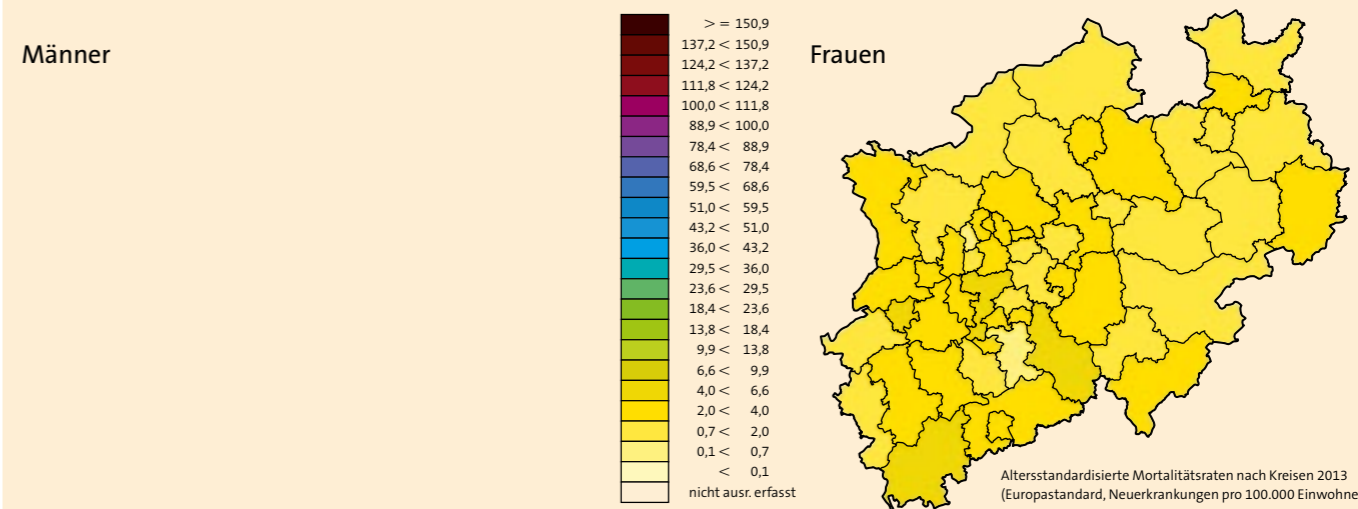 Männer
> = 150,9
137,2 < 150,9
124,2 < 137,2
111,8 < 124,2
100,0 < 111,8
88,9 < 100,0
78,4 < 88,9
68,6 < 78,4
59,5 < 68,6
51,0 < 59,5
43,2 < 51,0
36,0 < 43,2
29,5 < 36,0
23,6 < 29,5
18,4 < 23,6
13,8 < 18,4
9,9 < 13,8
6,6 < 9,9
4,0 < 6,6
2,0 < 4,0
0,7 < 2,0
0,1 < 0,7
< 0,1
nicht ausr. erfasst
Frauen
Altersstandardisierte Mortalitätsraten nach Kreisen 2013
(Europastandard, Neuerkrankungen pro 100.000 Einwohne